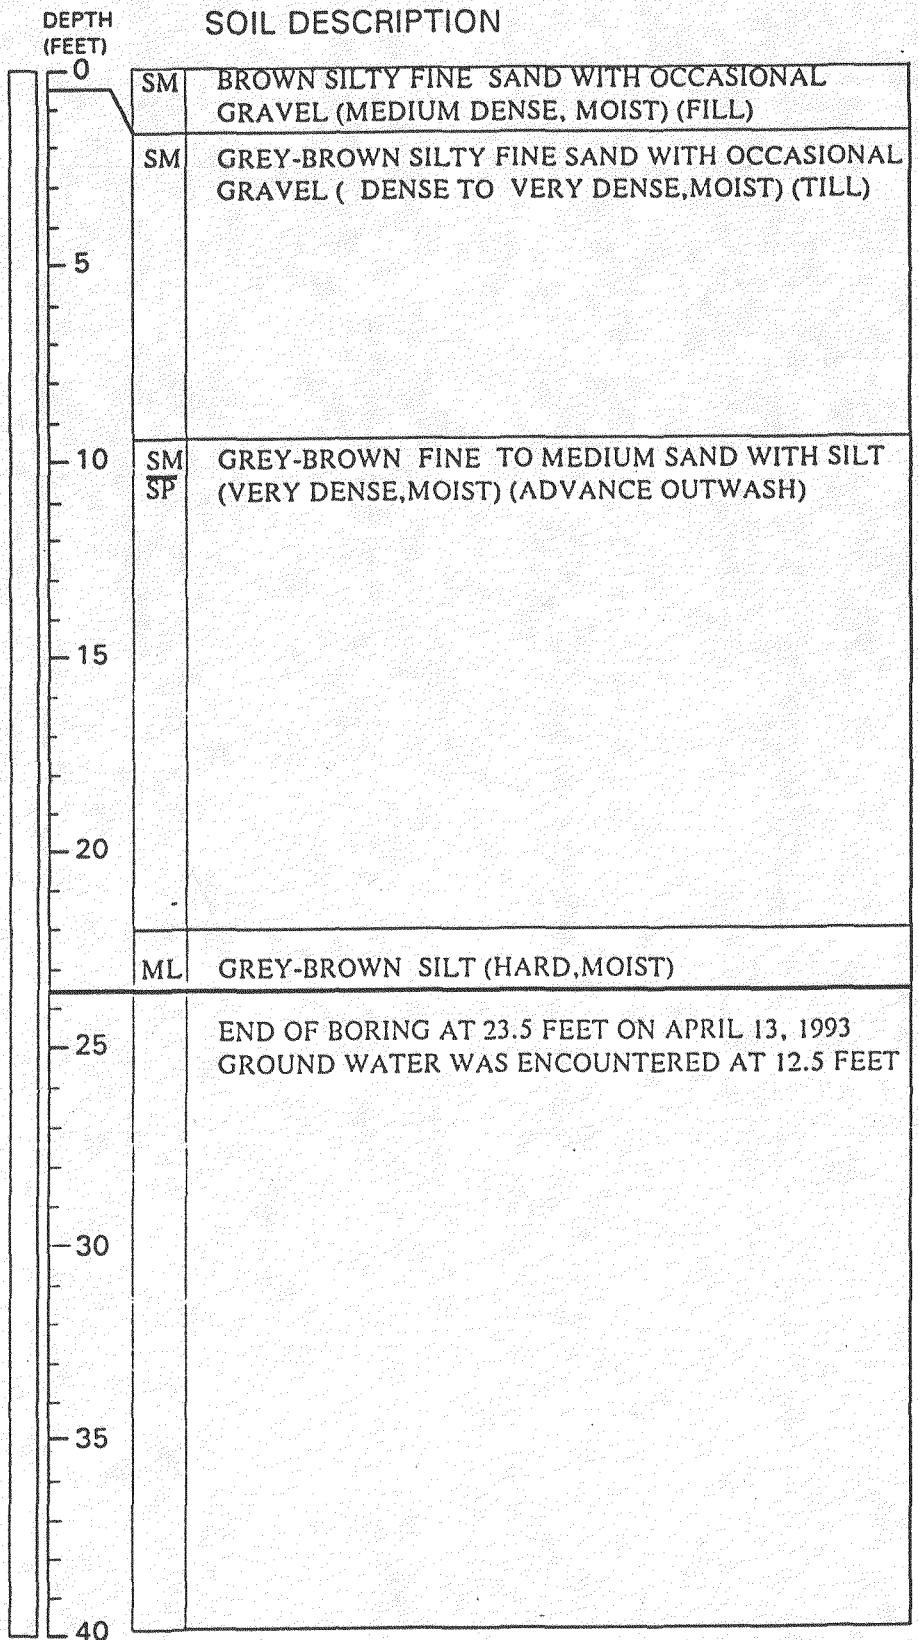 DEPTH
(FEET)
SOIL DESCRIPTION
0
SM
BROWN SILTY FINE SAND WITH OCCASIONAL
GRAVEL (MEDIUM DENSE, MOIST) (FILL)
SM
GREY-BROWN SILTY FINE SAND WITH OCCASIONAL
GRAVEL ( DENSE TO VERY DENSE,MOIST) (TILL)
5
10
SM
SP
GREY-BROWN FINE TO MEDIUM SAND WITH SILT
(VERY DENSE,MOIST) (ADVANCE OUTWASH)
15
20
ML
GREY-BROWN SILT (HARD,MOIST)
25
END OF BORING AT 23.5 FEET ON APRIL 13, 1993
GROUND WATER WAS ENCOUNTERED AT 12.5 FEET
30
35
40